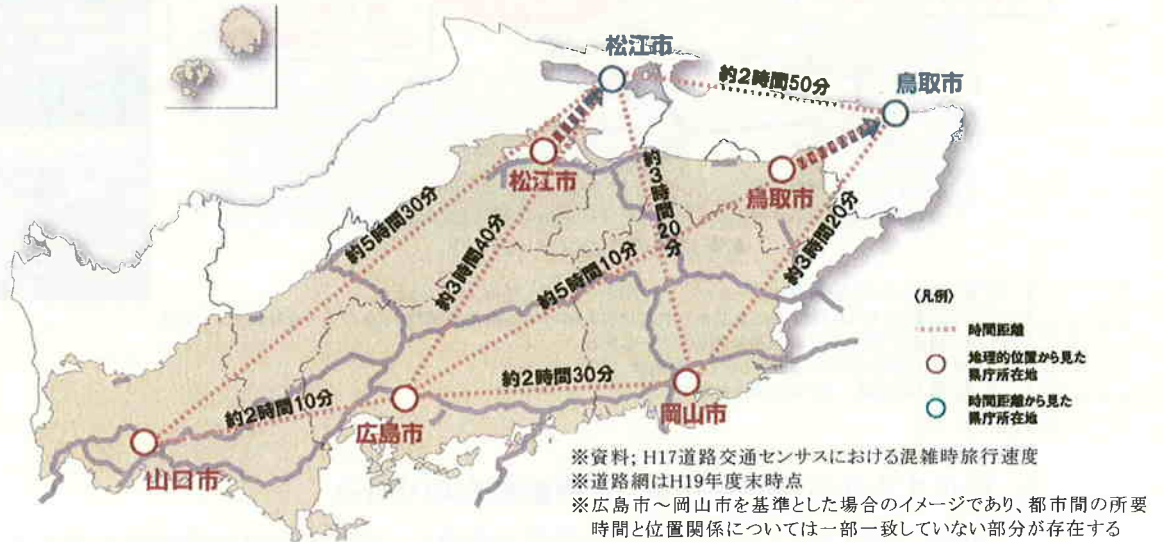 松江市
約2時間50分
鳥取市
松江市
鳥取市
約5時間30分
約3時間40分
約3時間20分
約5時間10分
約3時間20分
約2時間10分
約2時間30分
山口市
広島市
岡山市
〈凡例〉
時間距離
地理的位置から見た
県庁所在地
時間距離から見た
県庁所在地
※資料;H17道路交通センサスにおける混雑時旅行速度
※道路網はH19年度末時点
※広島市～岡山市を基準とした場合のイメージであり、都市間の所要
時間と位置関係については一部一致していない部分が存在する